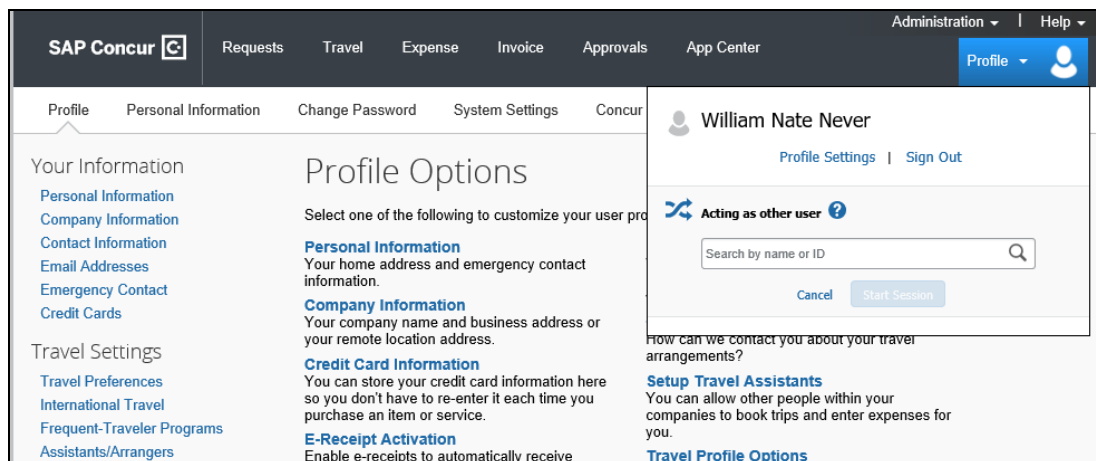 Administration | Help
SAP Concur C Requests Travel Expense Invoice Approvals App Center
Profile
Profile Personal Information Change Password System Settings Concur
William Nate Never
Profile Settings | Sign Out
Acting as other user ?
Search by name or ID
Cancel Start Session
Your Information
Personal Information
Company Information
Contact Information
Email Addresses
Emergency Contact
Credit Cards
Travel Settings
Travel Preferences
International Travel
Frequent-Traveler Programs
Assistants/Arrangers
Profile Options
Select one of the following to customize your user pro
Personal Information
Your home address and emergency contact
information.
Company Information
Your company name and business address or
your remote location address.
Credit Card Information
You can store your credit card information here
so you don't have to re-enter it each time you
purchase an item or service.
E-Receipt Activation
Enable e-receipts to automatically receive
How can we contact you about your travel
arrangements?
Setup Travel Assistants
You can allow other people within your
companies to book trips and enter expenses for
you.
Travel Profile Options